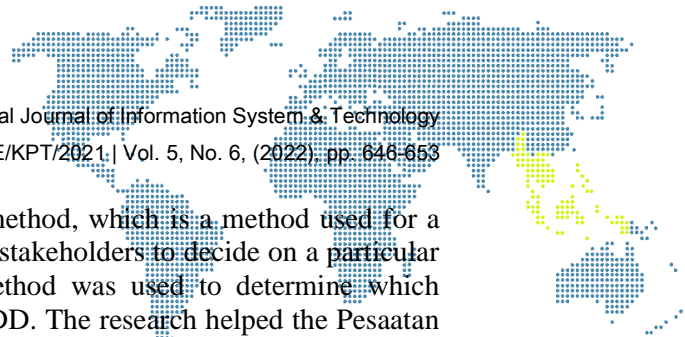 al Journal of Information System & Technology
E/KPT/2021 | Vol. 5, No. 6, (2022), pp. 646-653
method, which is a method used for a
stakeholders to decide on a particular
ethod was used to determine which
DD. The research helped the Pesaatan